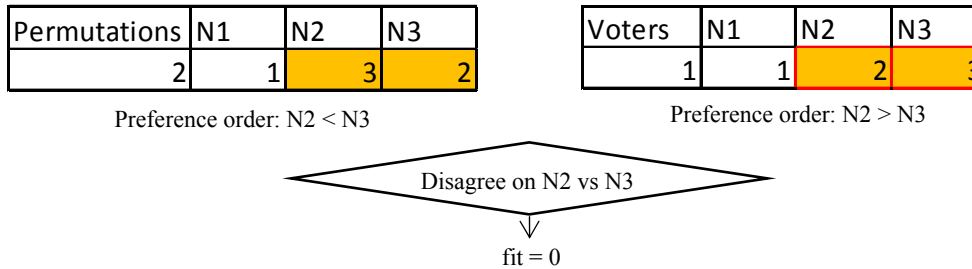 Permutations N1 N2 N3 Voters N1 N2 N3
2 1 3 2 1 1 2 3
Preference order: N2 < N3 Preference order: N2 > N3
Disagree on N2 vs N3
fit = 0